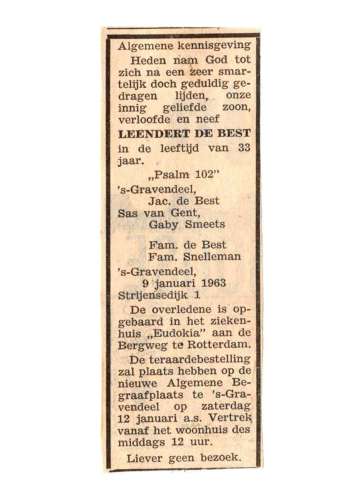 Algemene kennisgeving
Heden nam God tot
zich na een zeer smar-
telijk doch geduldig ge-
dragen lijden, onze
innig geliefde zoon,
verloofde en neef
LEENDERT DE BEST
in de leeftijd van 33
jaar.
„Psalm 102"
's-Gravendeel,
Jac. de Best
Sas van Gent,
Gaby Smeets
Fam. de Best
Fam. Snelleman
's-Gravendeel,
9 januari 1963
Strijensedijk 1
De overledene is op-
gebaard in het zieken-
huis „Eudokia" aan de
Bergweg te Rotterdam.
De teraardebestelling
zal plaats hebben op de
nieuwe Algemene Be-
graafplaats te 's-Gra-
vendeel op zaterdag
12 januari a.s. Vertrek
vanaf het woonhuis des
middags 12 uur.
Liever geen bezoek.